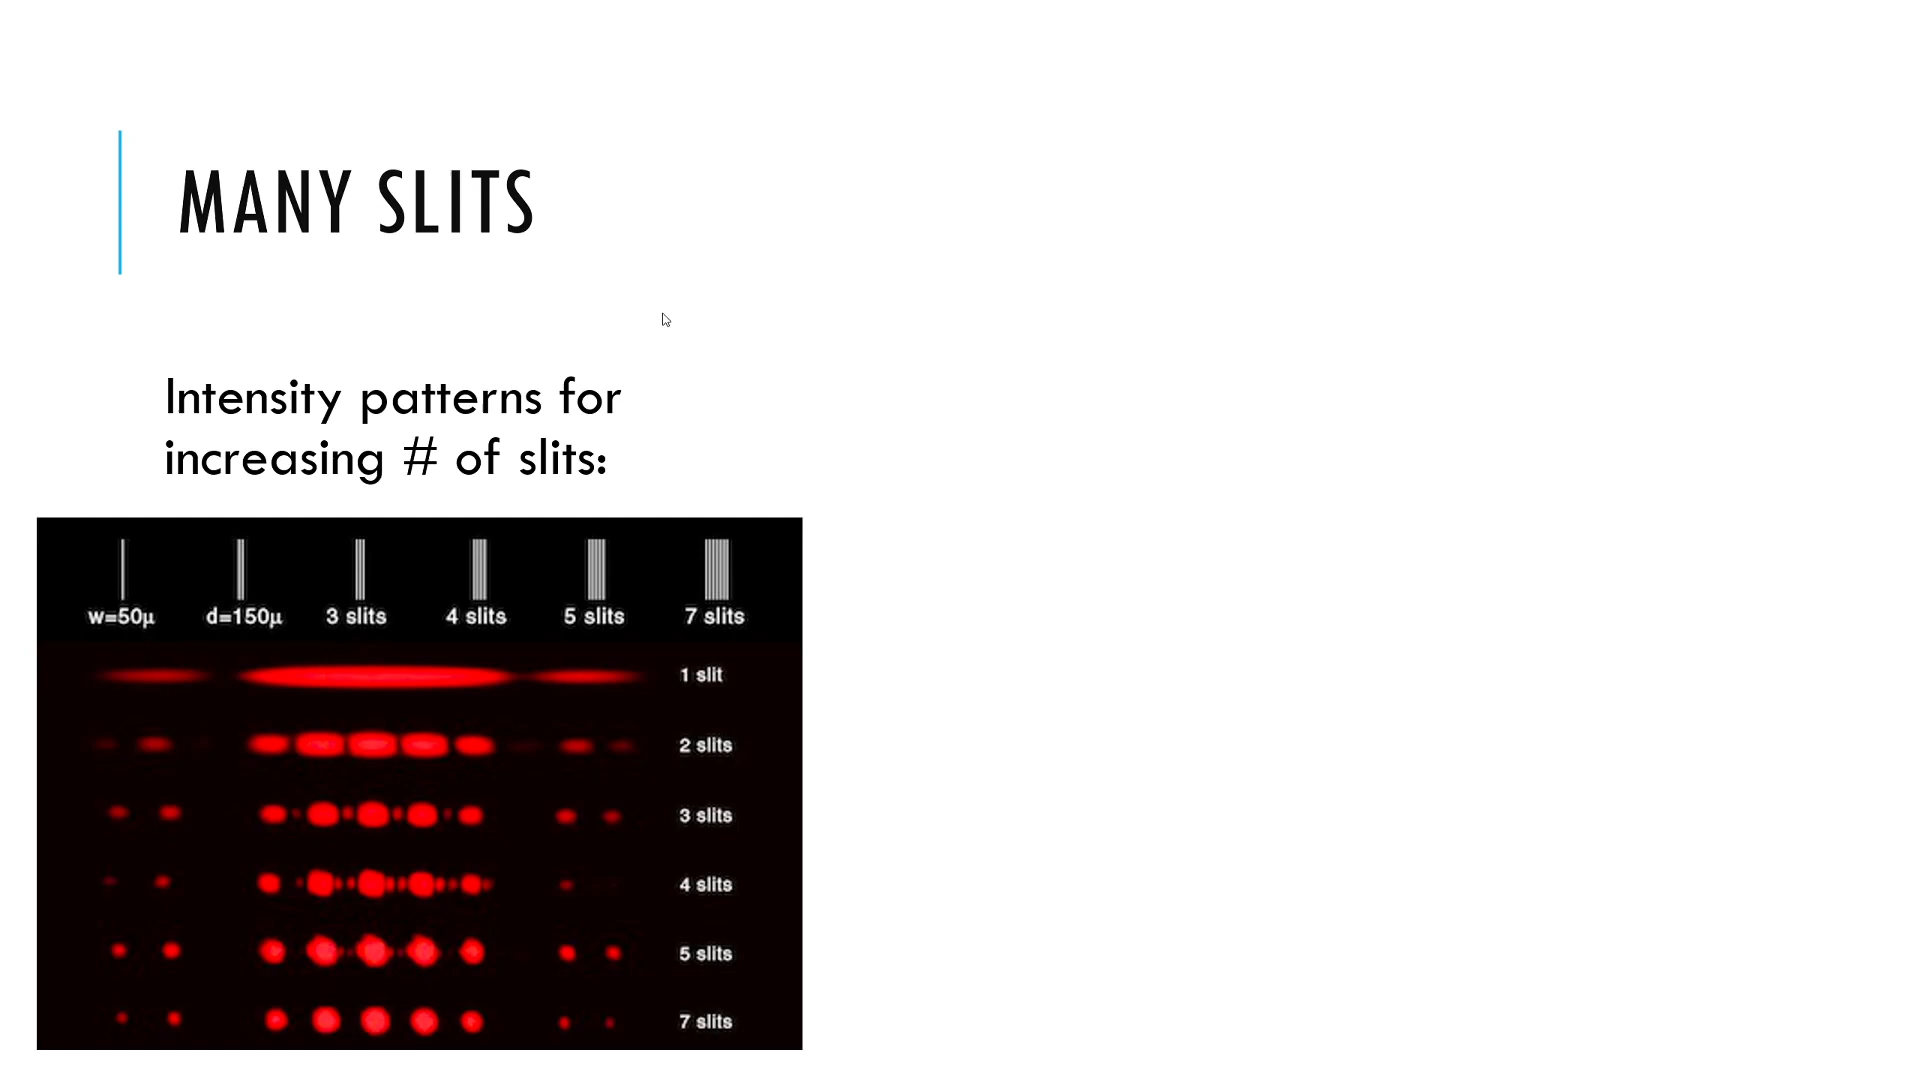 MANY SLITS
Intensity patterns for
increasing # of slits:
w=50µ d=150µ 3 slits 4 slits 5 slits 7 slits
1 slit
2 slits
3 slits
4 slits
5 slits
7 slits